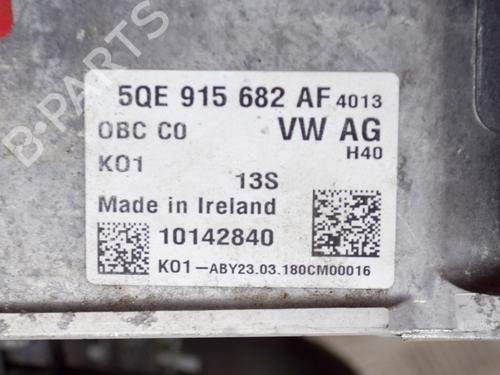 5QE 915 682 AF 4013
OBC C0 VW AG
H40
K01
13S
Made in Ireland
10142840
K01-ABY23.03.180CM00016
B-PARTS